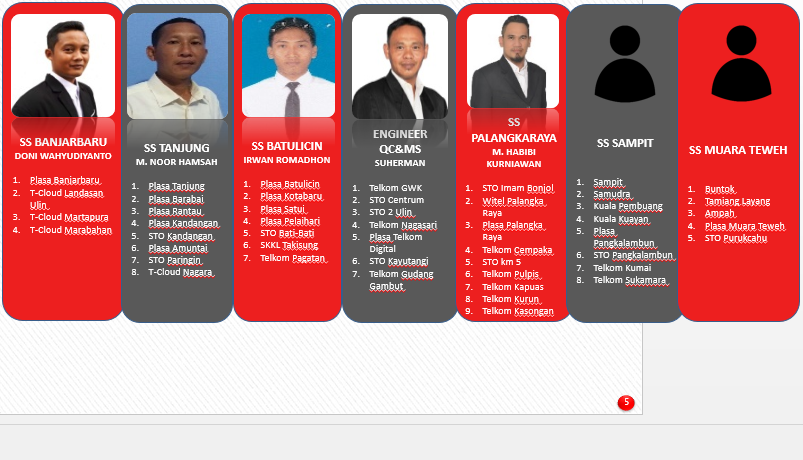 SS BANJARBARU
DONI WAHYUDIYANTO
1. Plasa Banjarbaru
2. T-Cloud Landasan
Ulin
3. T-Cloud Martapura
4. T-Cloud Marabahan
SS TANJUNG
M. NOOR HAMSAH
1. Plasa Tanjung
2. Plasa Barabai
3. Plasa Rantau
4. Plasa Kandangan
5. STO Kandangan
6. Plasa Amuntai
7. STO Paringin
8. T-Cloud Nagara
SS BATULICIN
IRWAN ROMADHON
1. Plasa Batulicin
2. Plasa Kotabaru
3. Plasa Satui
4. Plasa Pelaihari
5. STO Bati-Bati
6. SKKL Takisung
7. Telkom Pagatan
ENGINEER
QC&MS
SUHERMAN
1. Telkom GWK
2. STO Centrum
3. STO 2 Ulin
4. Telkom Nagasari
5. Plasa Telkom
Digital
6. STO Kayutangi
7. Telkom Gudang
Gambut
SS
PALANGKARAYA
M. HABIBI
KURNIAWAN
1. STO Imam Bonjol
2. Witel Palangka
Raya
3. Plasa Palangka
Raya
4. Telkom Cempaka
5. STO km 5
6. Telkom Pulpis
7. Telkom Kapuas
8. Telkom Kurun
9. Telkom Kasongan
SS SAMPIT
1. Sampit
2. Samudra
3. Kuala Pembuang
4. Kuala Kuayan
5. Plasa
Pangkalambun
6. STO Pangkalambun
7. Telkom Kumai
8. Telkom Sukamara
SS MUARA TEWEH
1. Buntok
2. Tamiang Layang
3. Ampah
4. Plasa Muara Teweh
5. STO Purukcahu
5